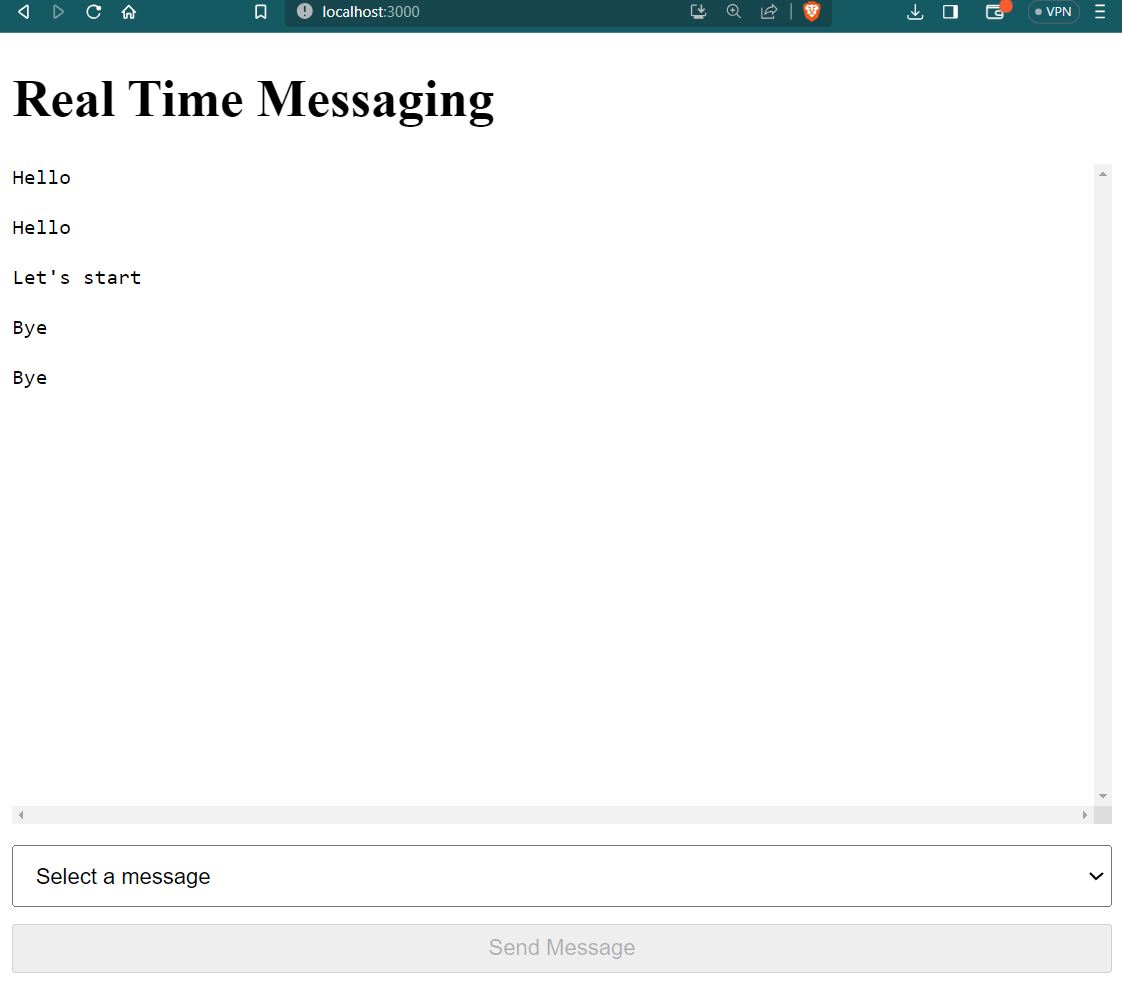 localhost:3000
VPN
Real Time Messaging
Hello
Hello
Let's start
Bye
Bye
Select a message
Send Message